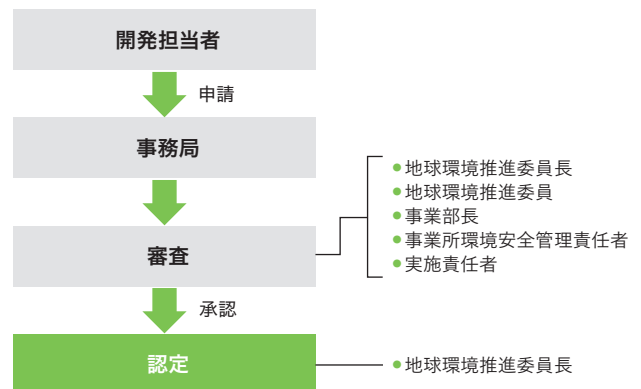 開発担当者
申請
事務局
審査
●地球環境推進委員長
●地球環境推進委員
●事業部長
●事業所環境安全管理責任者
●実施責任者
承認
認定
●地球環境推進委員長